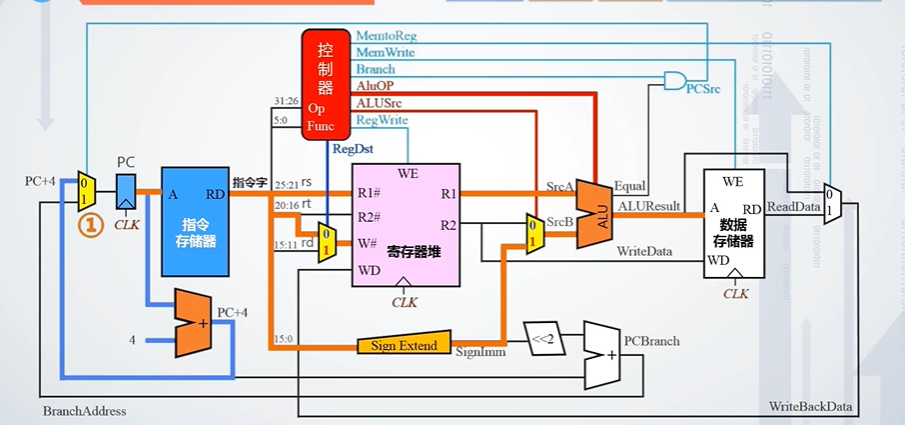 控制器
Op
Func
MemtoReg
MemWrite
Branch
AluOP
ALUSrc
RegWrite
PCSrc
31:26
5:0
RegDst
PC+4
0
1
①
PC
CLK
A
RD
指令
存储器
指令字
25:21 rs
20:16 rt
15:11 rd
15:0
0
1
WE
R1#
R2#
W#
WD
R1
R2
寄存器堆
CLK
SrcA
0
1
SrcB
ALU
Equal
ALUResult
WriteData
WE
A
RD
数据
存储器
WD
CLK
ReadData
0
1
4
+
PC+4
Sign Extend
SignImm
<<2
+
PCBranch
BranchAddress
WriteBackData